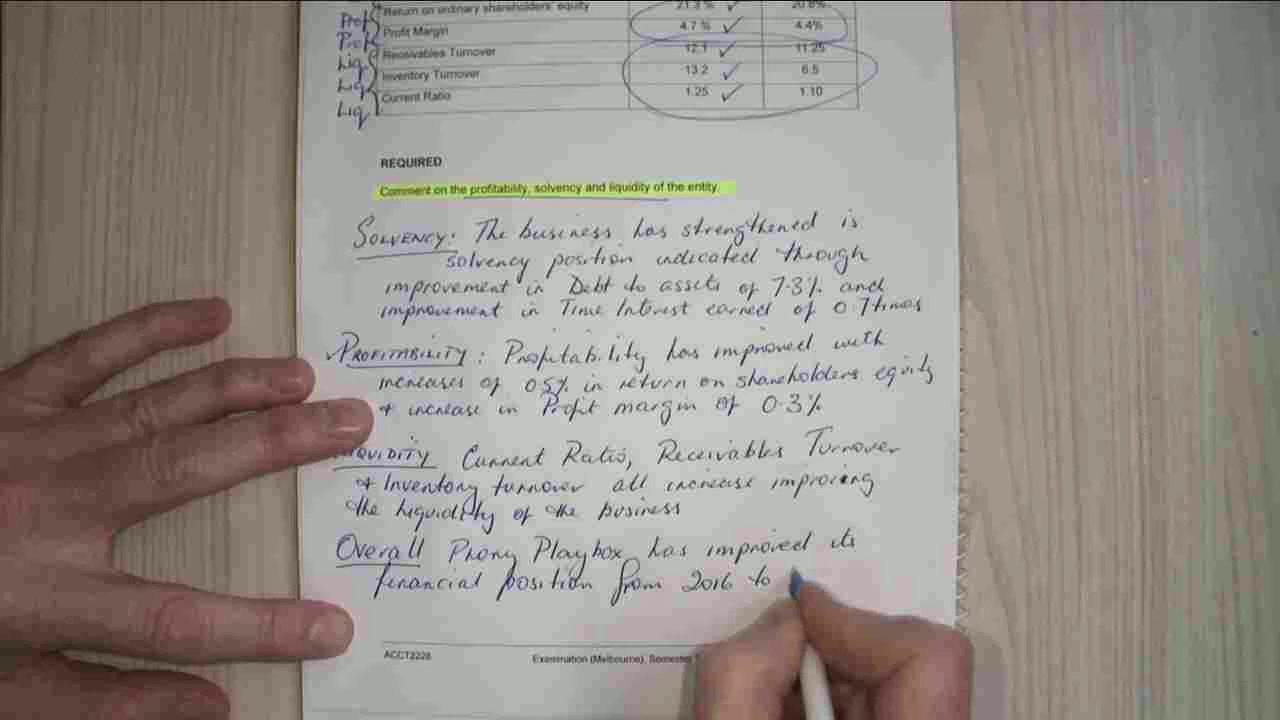 Return on ordinary shareholders' equity 21.3 % ✓ 20.8%
Prof Profit Margin 4.7 % ✓ 4.4%
Prof Receivables Turnover 12.1 ✓ 11.25
Liq Inventory Turnover 13.2 ✓ 6.5
Liq Current Ratio 1.25 ✓ 1.10
Liq
REQUIRED
Comment on the profitability, solvency and liquidity of the entity.
SOLVENCY: The business has strengthened is
solvency position indicated through
improvement in Debt to assets of 7.3% and
improvement in Time Interest earned of 0.7 times
PROFITABILITY: Profitability has improved with
increases of 0.5% in return on shareholders equity
+ increase in Profit margin of 0.3%
LIQUIDITY Current Ratio, Receivables Turnover
+ Inventory turnover all increase improving
the liquidity of the business
Overall Phony Playbox has improved its
financial position from 2016 to
ACCT2228 Examination (Melbourne), Semester